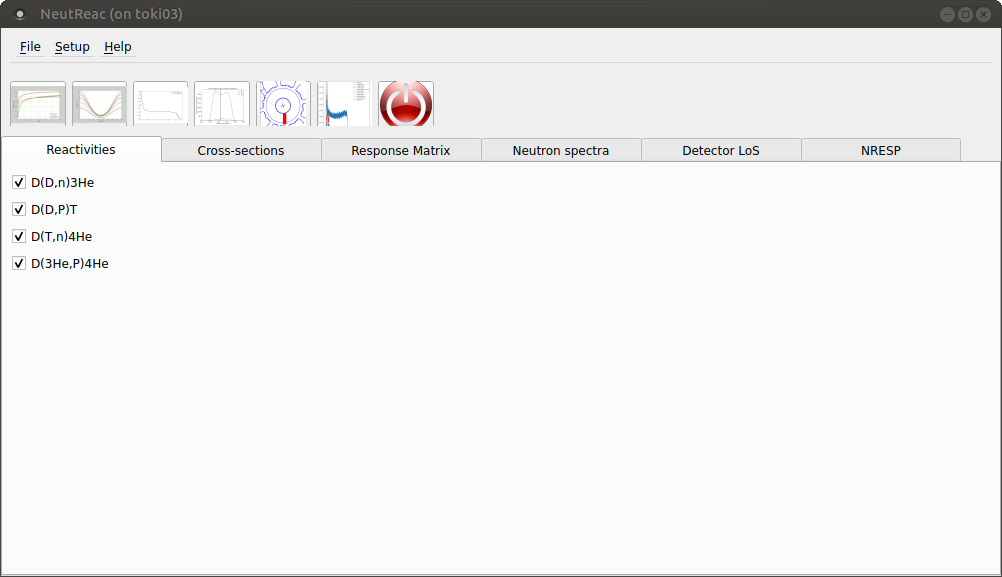 NeutReac (on toki03)
File Setup Help
Reactivities Cross-sections Response Matrix Neutron spectra Detector LoS NRESP
D(D,n)3He
D(D,P)T
D(T,n)4He
D(3He,P)4He